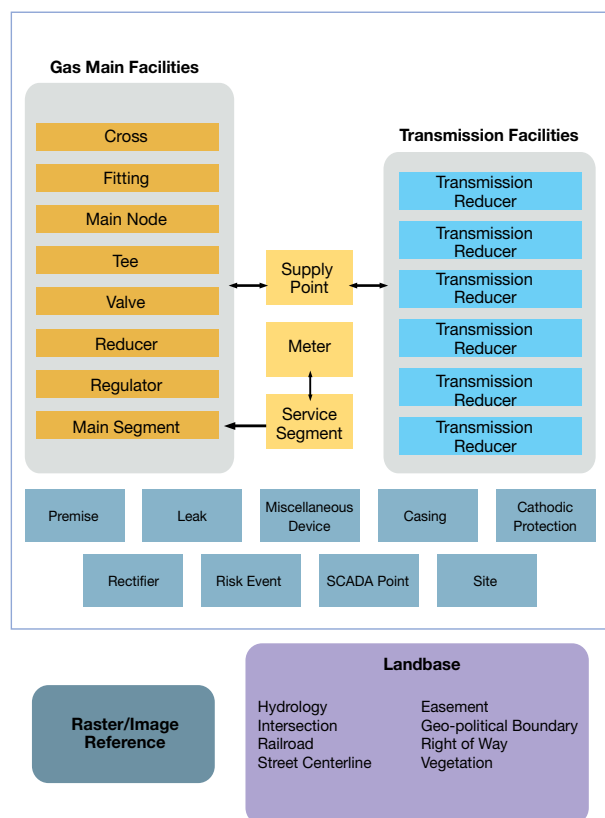 Gas Main Facilities
Cross
Fitting
Main Node
Tee
Valve
Reducer
Regulator
Main Segment
Supply
Point
Meter
Service
Segment
Transmission Facilities
Transmission
Reducer
Transmission
Reducer
Transmission
Reducer
Transmission
Reducer
Transmission
Reducer
Transmission
Reducer
Premise
Leak
Miscellaneous
Device
Casing
Cathodic
Protection
Rectifier
Risk Event
SCADA Point
Site
Raster/Image
Reference
Landbase
Hydrology
Intersection
Railroad
Street Centerline
Easement
Geo-political Boundary
Right of Way
Vegetation